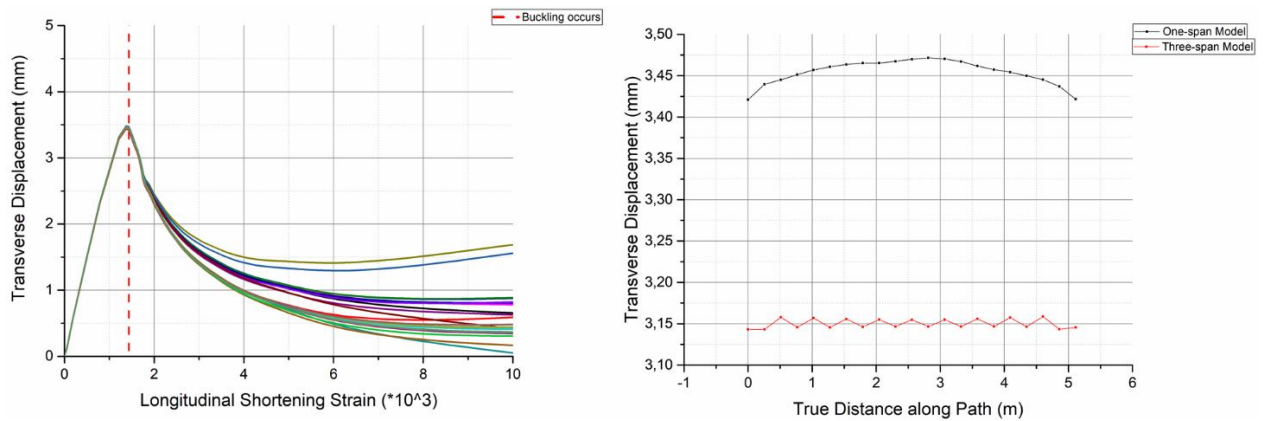 Buckling occurs
5
4
3
2
1
0
Transverse Displacement (mm)
0 2 4 6 8 10
Longitudinal Shortening Strain (*10^3)
One-span Model
Three-span Model
3,50
3,45
3,40
3,35
3,30
3,25
3,20
3,15
3,10
Transverse Displacement (mm)
-1 0 1 2 3 4 5 6
True Distance along Path (m)